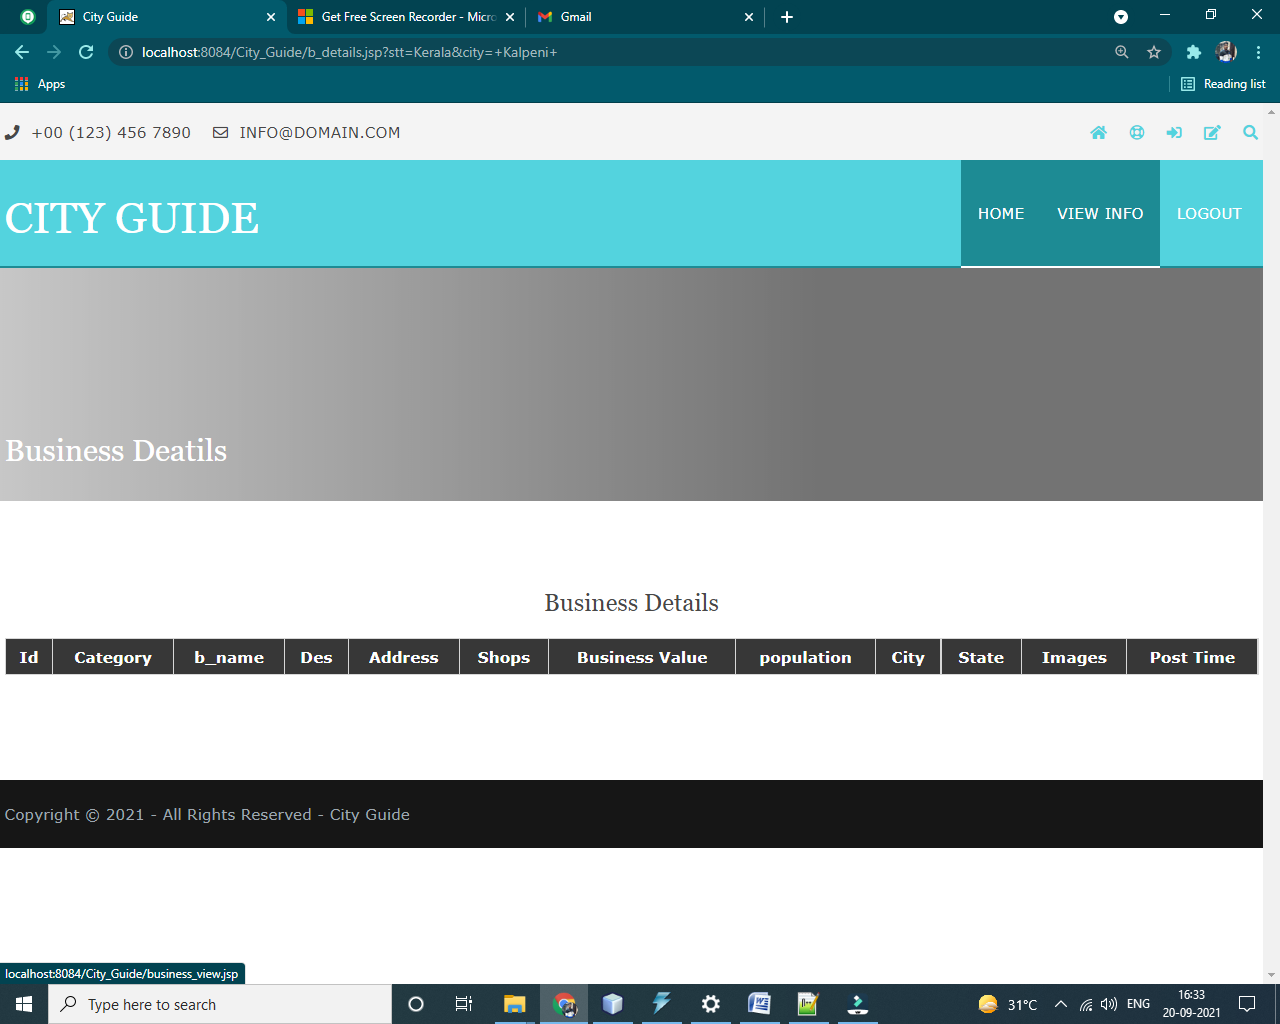 City Guide
Get Free Screen Recorder - Micro
Gmail
localhost:8084/City_Guide/b_details.jsp?stt=Kerala&city=+Kalpeni+
Apps
Reading list
+00 (123) 456 7890
INFO@DOMAIN.COM
CITY GUIDE
HOME
VIEW INFO
LOGOUT
Business Deatils
Business Details
Id Category b_name Des Address Shops Business Value population City State Images Post Time
Copyright © 2021 - All Rights Reserved - City Guide
localhost:8084/City_Guide/business_view.jsp
Type here to search
31°C
ENG
16:33
20-09-2021